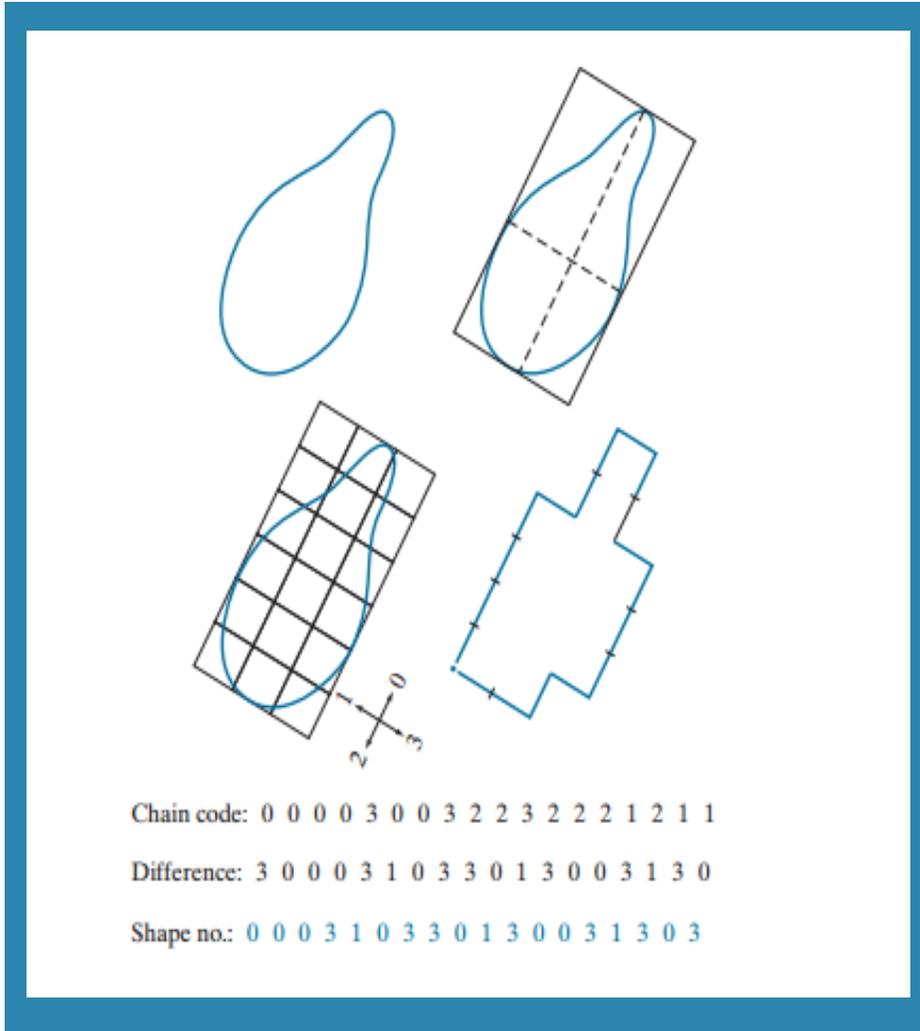 0
1
3
2
Chain code: 0 0 0 0 3 0 0 3 2 2 3 2 2 2 1 2 1 1
Difference: 3 0 0 0 3 1 0 3 3 0 1 3 0 0 3 1 3 0
Shape no.: 0 0 0 3 1 0 3 3 0 1 3 0 0 3 1 3 0 3